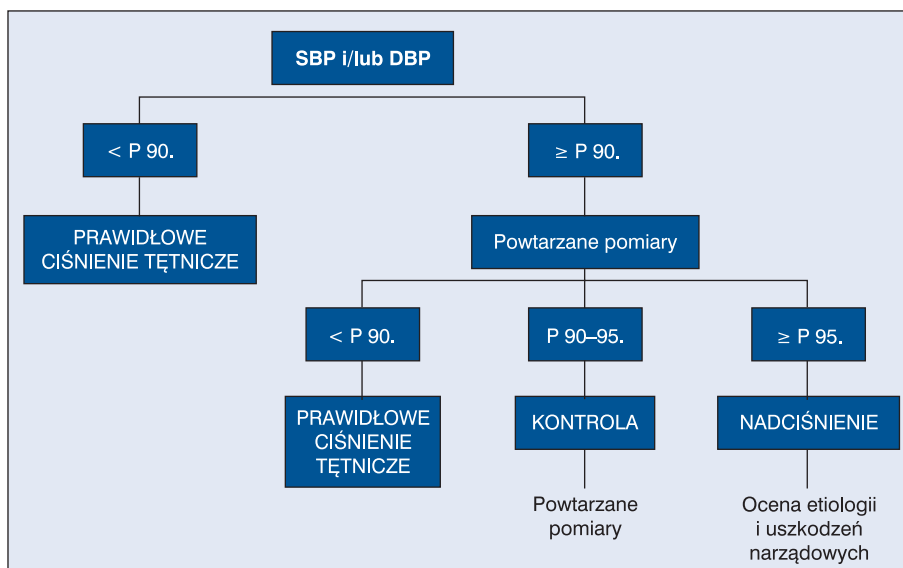 SBP i/lub DBP
< P 90.
≥ P 90.
PRAWIDŁOWE
CIŚNIENIE TĘTNICZE
Powtarzane pomiary
< P 90.
P 90–95.
≥ P 95.
PRAWIDŁOWE
CIŚNIENIE
TĘTNICZE
KONTROLA
NADCIŚNIENIE
Powtarzane
pomiary
Ocena etiologii
i uszkodzeń
narządowych